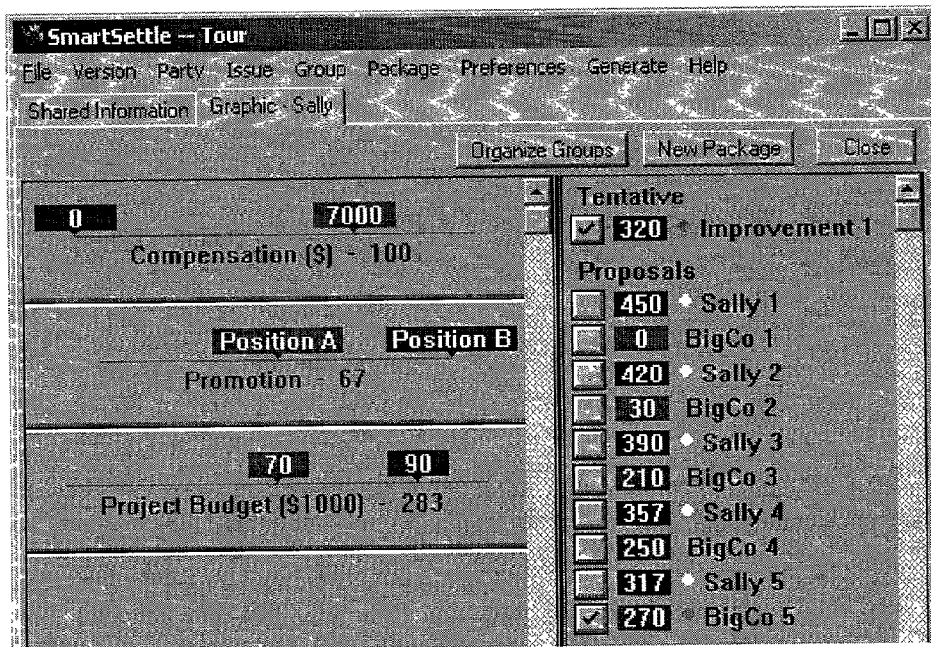 SmartSettle -- Tour
File Version Party Issue Group Package Preferences Generate Help
Shared Information Graphic - Sally
Organize Groups New Package Close
0 7000
Compensation ($) - 100
Position A Position B
Promotion - 67
70 90
Project Budget ($1000) - 283
Tentative
320 Improvement 1
Proposals
450 Sally 1
0 BigCo 1
420 Sally 2
30 BigCo 2
390 Sally 3
210 BigCo 3
357 Sally 4
250 BigCo 4
317 Sally 5
270 BigCo 5